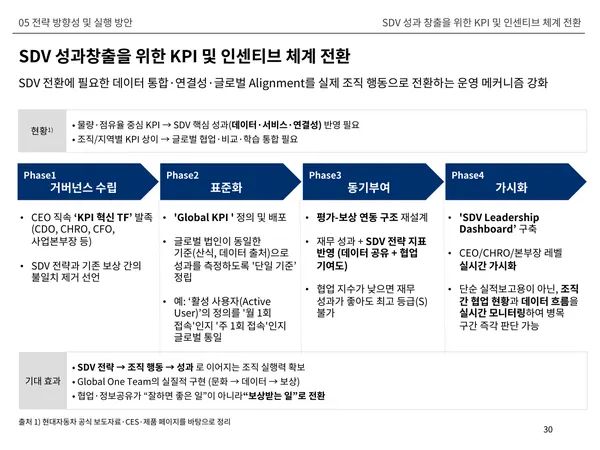 05 전략 방향성 및 실행 방안
SDV 성과 창출을 위한 KPI 및 인센티브 체계 전환
SDV 성과창출을 위한 KPI 및 인센티브 체계 전환
SDV 전환에 필요한 데이터 통합·연결성·글로벌 Alignment를 실제 조직 행동으로 전환하는 운영 메커니즘 강화
현황1)
• 물량·점유율 중심 KPI → SDV 핵심 성과(데이터·서비스·연결성) 반영 필요
• 조직/지역별 KPI 상이 → 글로벌 협업·비교·학습 통합 필요
Phase1
거버넌스 수립
• CEO 직속 ‘KPI 혁신 TF’ 발족
(CDO, CHRO, CFO,
사업본부장 등)
• SDV 전략과 기존 보상 간의
불일치 제거 선언
Phase2
표준화
• 'Global KPI ' 정의 및 배포
• 글로벌 법인이 동일한
기준(산식, 데이터 출처)으로
성과를 측정하도록 '단일 기준'
정립
• 예: ‘활성 사용자(Active
User)’의 정의를 '월 1회
접속'인지 '주 1회 접속'인지
글로벌 통일
Phase3
동기부여
• 평가-보상 연동 구조 재설계
• 재무 성과 + SDV 전략 지표
반영 (데이터 공유 + 협업
기여도)
• 협업 지수가 낮으면 재무
성과가 좋아도 최고 등급(S)
불가
Phase4
가시화
• 'SDV Leadership
Dashboard’ 구축
• CEO/CHRO/본부장 레벨
실시간 가시화
• 단순 실적보고용이 아닌, 조직
간 협업 현황과 데이터 흐름을
실시간 모니터링하여 병목
구간 즉각 판단 가능
기대 효과
• SDV 전략 → 조직 행동 → 성과 로 이어지는 조직 실행력 확보
• Global One Team의 실질적 구현 (문화 → 데이터 → 보상)
• 협업·정보공유가 “잘하면 좋은 일”이 아니라“보상받는 일”로 전환
출처 1) 현대자동차 공식 보도자료·CES·제품 페이지를 바탕으로 정리
30